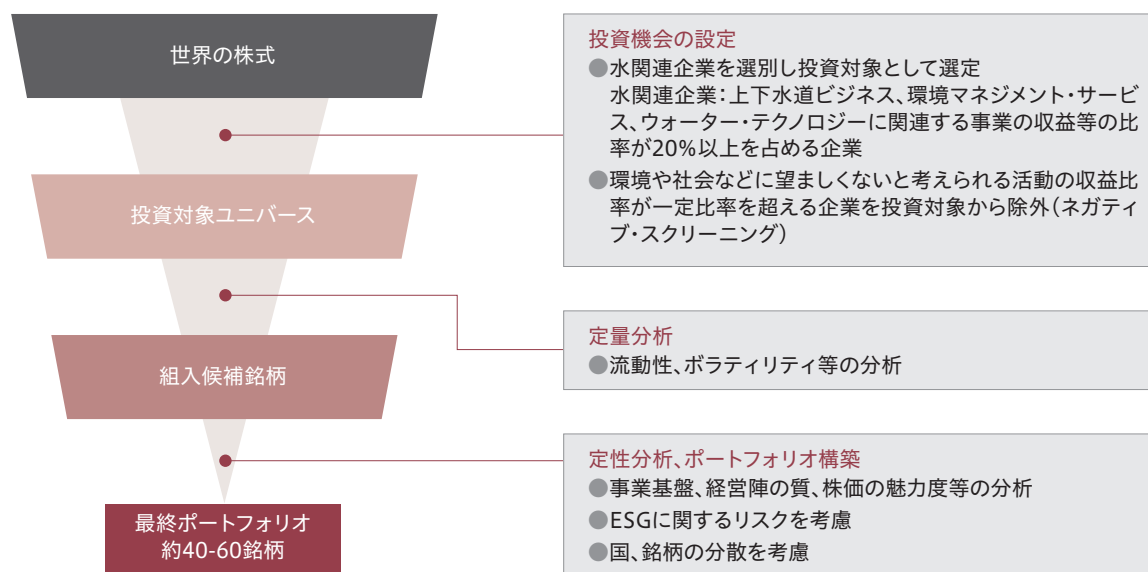 世界の株式
投資対象ユニバース
組入候補銘柄
最終ポートフォリオ
約40-60銘柄
投資機会の設定
●水関連企業を選別し投資対象として選定
水関連企業：上下水道ビジネス、環境マネジメント・サービ
ス、ウォーター・テクノロジーに関連する事業の収益等の比
率が20%以上を占める企業
●環境や社会などに望ましくないと考えられる活動の収益比
率が一定比率を超える企業を投資対象から除外（ネガティ
ブ・スクリーニング）
定量分析
●流動性、ボラティリティ等の分析
定性分析、ポートフォリオ構築
●事業基盤、経営陣の質、株価の魅力度等の分析
●ESGに関するリスクを考慮
●国、銘柄の分散を考慮